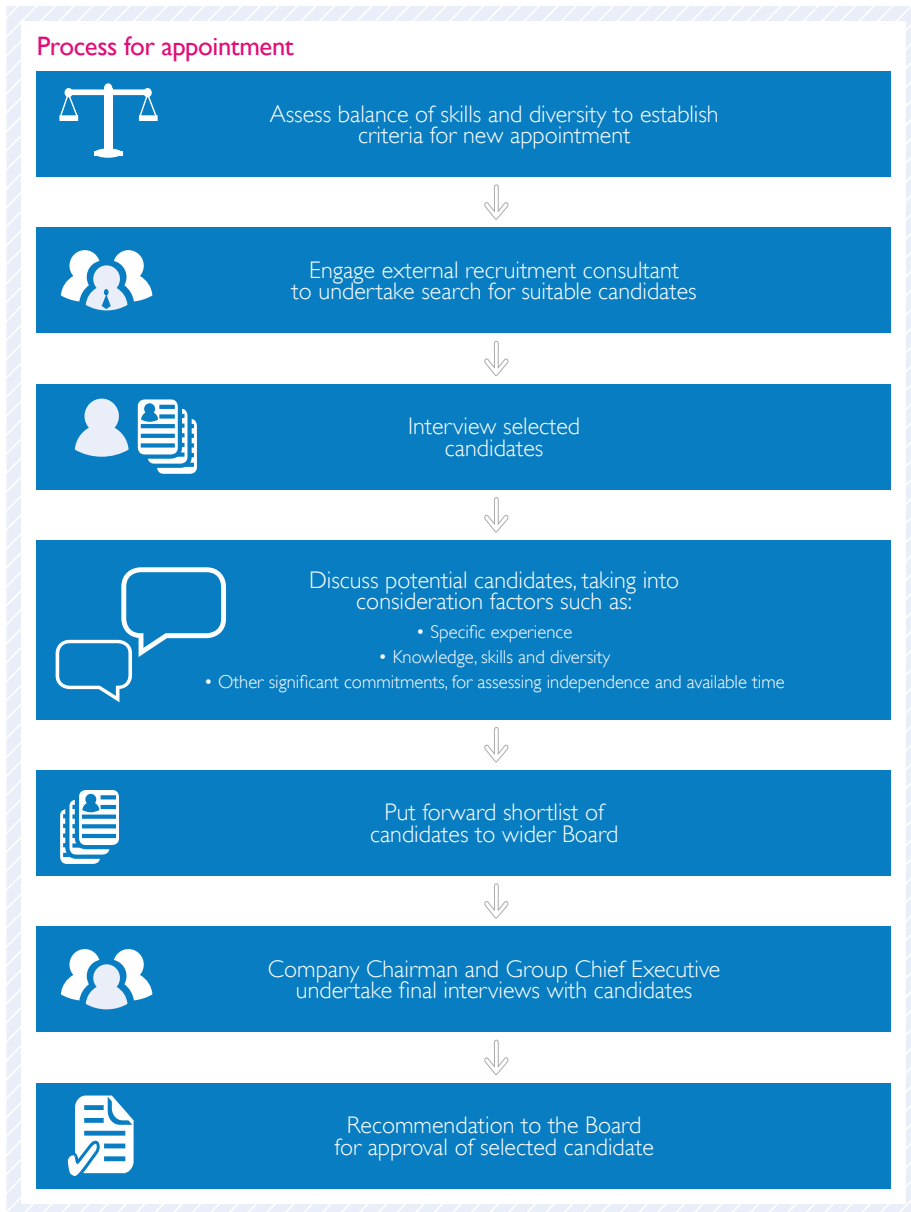 Process for appointment
Assess balance of skills and diversity to establish
criteria for new appointment
Engage external recruitment consultant
to undertake search for suitable candidates
Interview selected
candidates
Discuss potential candidates, taking into
consideration factors such as:
• Specific experience
• Knowledge, skills and diversity
• Other significant commitments, for assessing independence and available time
Put forward shortlist of
candidates to wider Board
Company Chairman and Group Chief Executive
undertake final interviews with candidates
Recommendation to the Board
for approval of selected candidate